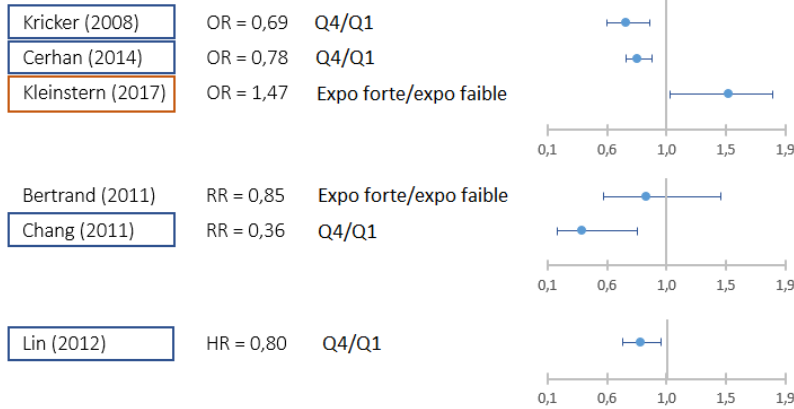 Kricker (2008) OR = 0,69 Q4/Q1
Cerhan (2014) OR = 0,78 Q4/Q1
Kleinstern (2017) OR = 1,47 Expo forte/expo faible
0,1 0,6 1,0 1,5 1,9
Bertrand (2011) RR = 0,85 Expo forte/expo faible
Chang (2011) RR = 0,36 Q4/Q1
0,1 0,6 1,0 1,5 1,9
Lin (2012) HR = 0,80 Q4/Q1
0,1 0,6 1,0 1,5 1,9